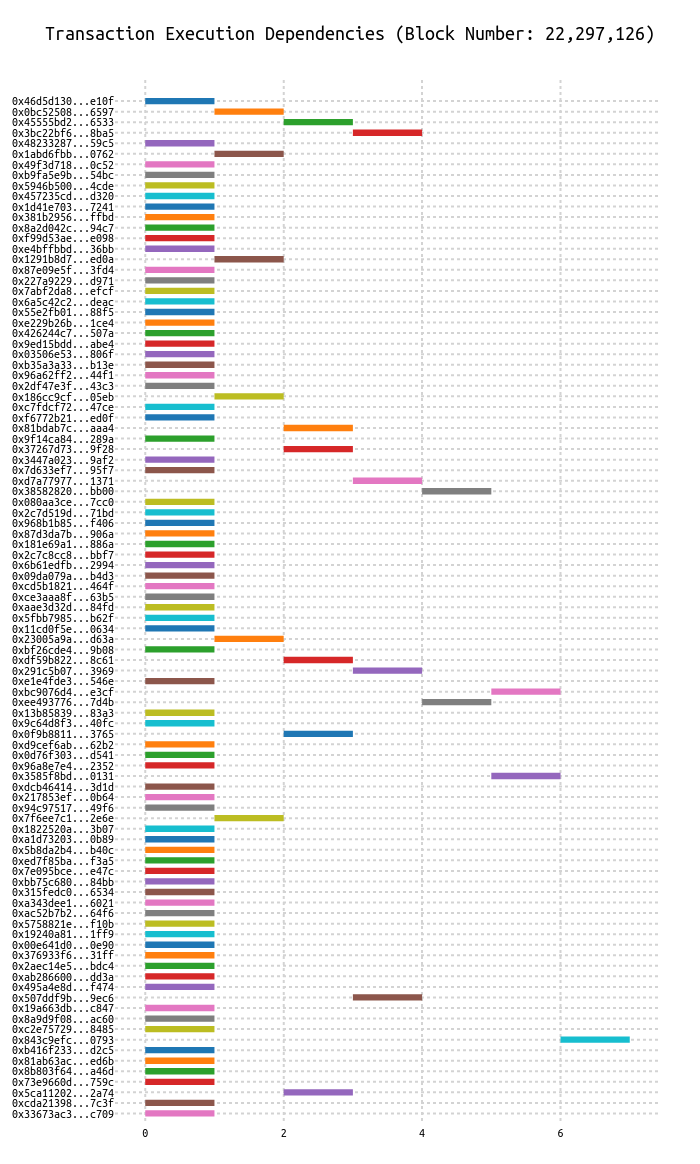 Transaction Execution Dependencies (Block Number: 22,297,126)
0x46d5d130...e10f
0x0bc52508...6597
0x45555bd2...6533
0x3bc22bf6...8ba5
0x48233287...59c5
0x1abd6fbb...0762
0x49f3d718...0c52
0xb9fa5e9b...54bc
0x5946b500...4cde
0x457235cd...d320
0x1d41e703...7241
0x381b2956...ffbd
0x8a2d042c...94c7
0xf99d53ae...e098
0xe4bffbbd...36bb
0x1291b8d7...ed0a
0x87e09e5f...3fd4
0x227a9229...d971
0x7abf2da8...efcf
0x6a5c42c2...deac
0x55e2fb01...88f5
0xe229b26b...1ce4
0x426244c7...507a
0x9ed15bdd...abe4
0x03506e53...806f
0xb35a3a33...b13e
0x96a62ff2...44f1
0x2df47e3f...43c3
0x186cc9cf...05eb
0xc7fdcf72...47ce
0xf6772b21...ed0f
0x81bdab7c...aaa4
0x9f14ca84...289a
0x37267d73...9f28
0x3447a023...9af2
0x7d633ef7...95f7
0xd7a77977...1371
0x38582820...bb00
0x080aa3ce...7cc0
0x2c7d519d...71bd
0x968b1b85...f406
0x87d3da7b...906a
0x181e69a1...886a
0x2c7c8cc8...bbf7
0x6b61edfb...2994
0x09da079a...b4d3
0xcd5b1821...464f
0xce3aaa8f...63b5
0xaae3d32d...84fd
0x5fbb7985...b62f
0x11cd0f5e...0634
0x23005a9a...d63a
0xbf26cde4...9b08
0xdf59b822...8c61
0x291c5b07...3969
0xe1e4fde3...546e
0xbc9076d4...e3cf
0xee493776...7d4b
0x13b85839...83a3
0x9c64d8f3...40fc
0x0f9b8811...3765
0xd9cef6ab...62b2
0x0d76f303...d541
0x96a8e7e4...2352
0x3585f8bd...0131
0xdcb46414...3d1d
0x217853ef...0b64
0x94c97517...49f6
0x7f6ee7c1...2e6e
0x1822520a...3b07
0xa1d73203...0b89
0x5b8da2b4...b40c
0xed7f85ba...f3a5
0x7e095bce...e47c
0xbb75c680...84bb
0x315fedc0...6534
0xa343dee1...6021
0xac52b7b2...64f6
0x5758821e...f10b
0x19240a81...1ff9
0x00e641d0...0e90
0x376933f6...31ff
0x2aec14e5...bdc4
0xab286600...dd3a
0x495a4e8d...f474
0x507ddf9b...9ec6
0x19a663db...c847
0x8a9d9f08...ac60
0xc2e75729...8485
0x843c9efc...0793
0xb416f233...d2c5
0x81ab63ac...ed6b
0x8b803f64...a46d
0x73e9660d...759c
0x5ca11202...2a74
0xcda21398...7c3f
0x33673ac3...c709
0 2 4 6